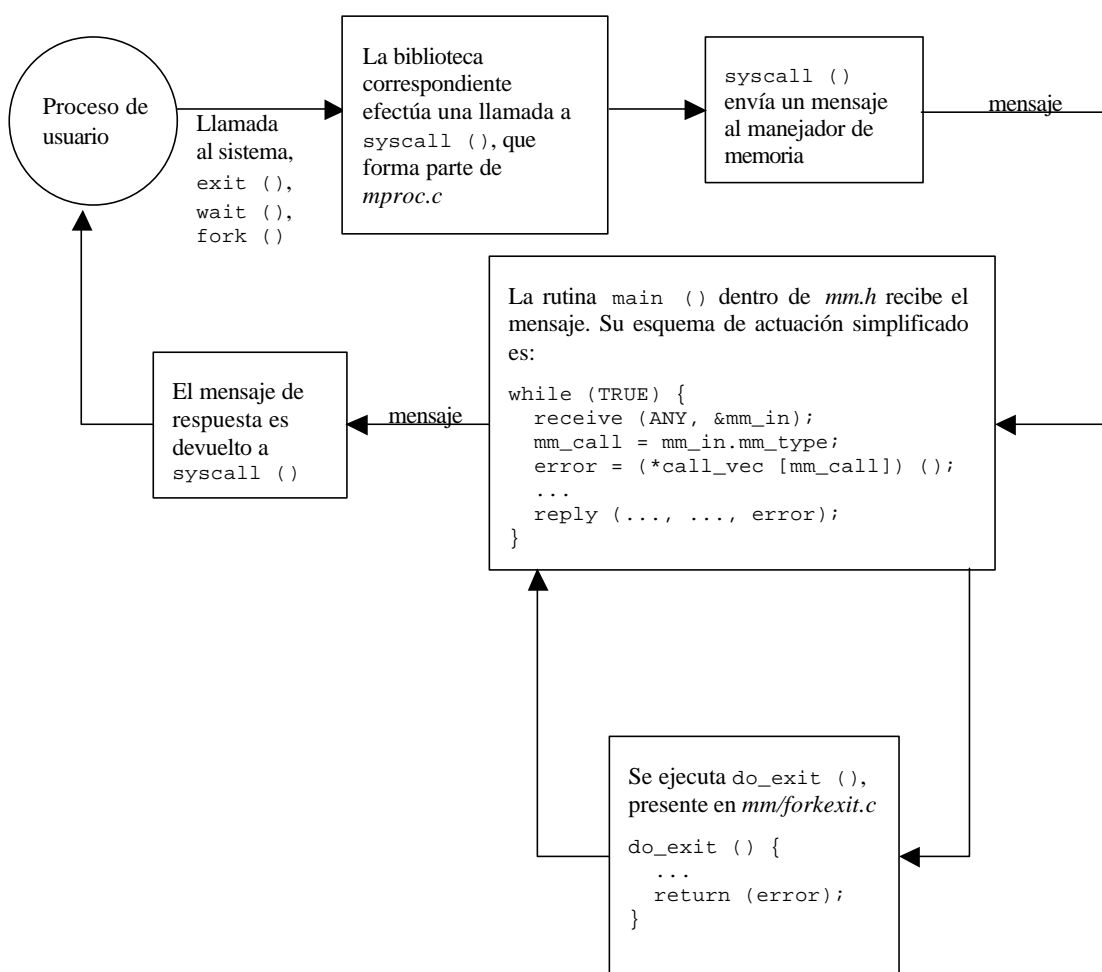 Proceso de
usuario
Llamada
al sistema,
exit (),
wait (),
fork ()
La biblioteca
correspondiente
efectúa una llamada a
syscall (), que
forma parte de
mproc.c
syscall ()
envía un mensaje
al manejador de
memoria
mensaje
La rutina main () dentro de mm.h recibe el
mensaje. Su esquema de actuación simplificado
es:
while (TRUE) {
receive (ANY, &mm_in);
mm_call = mm_in.mm_type;
error = (*call_vec [mm_call]) ();
...
reply (..., ..., error);
}
mensaje
El mensaje de
respuesta es
devuelto a
syscall ()
Se ejecuta do_exit (),
presente en mm/forkexit.c
do_exit () {
...
return (error);
}